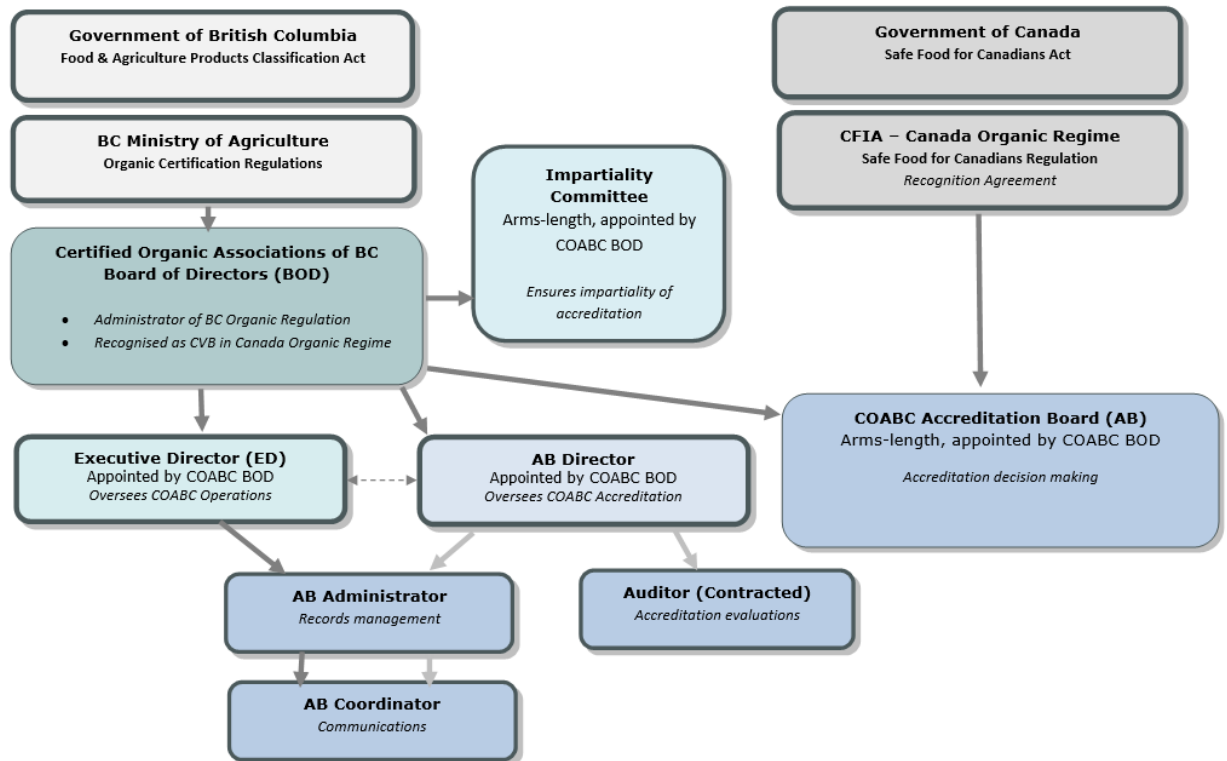 Government of British Columbia
Food & Agriculture Products Classification Act
Government of Canada
Safe Food for Canadians Act
BC Ministry of Agriculture
Organic Certification Regulations
CFIA – Canada Organic Regime
Safe Food for Canadians Regulation
Recognition Agreement
Impartiality
Committee
Arms-length, appointed by
COABC BOD
Ensures impartiality of
accreditation
Certified Organic Associations of BC
Board of Directors (BOD)
• Administrator of BC Organic Regulation
• Recognised as CVB in Canada Organic Regime
COABC Accreditation Board (AB)
Arms-length, appointed by COABC BOD
Accreditation decision making
Executive Director (ED)
Appointed by COABC BOD
Oversees COABC Operations
AB Director
Appointed by COABC BOD
Oversees COABC Accreditation
AB Administrator
Records management
Auditor (Contracted)
Accreditation evaluations
AB Coordinator
Communications